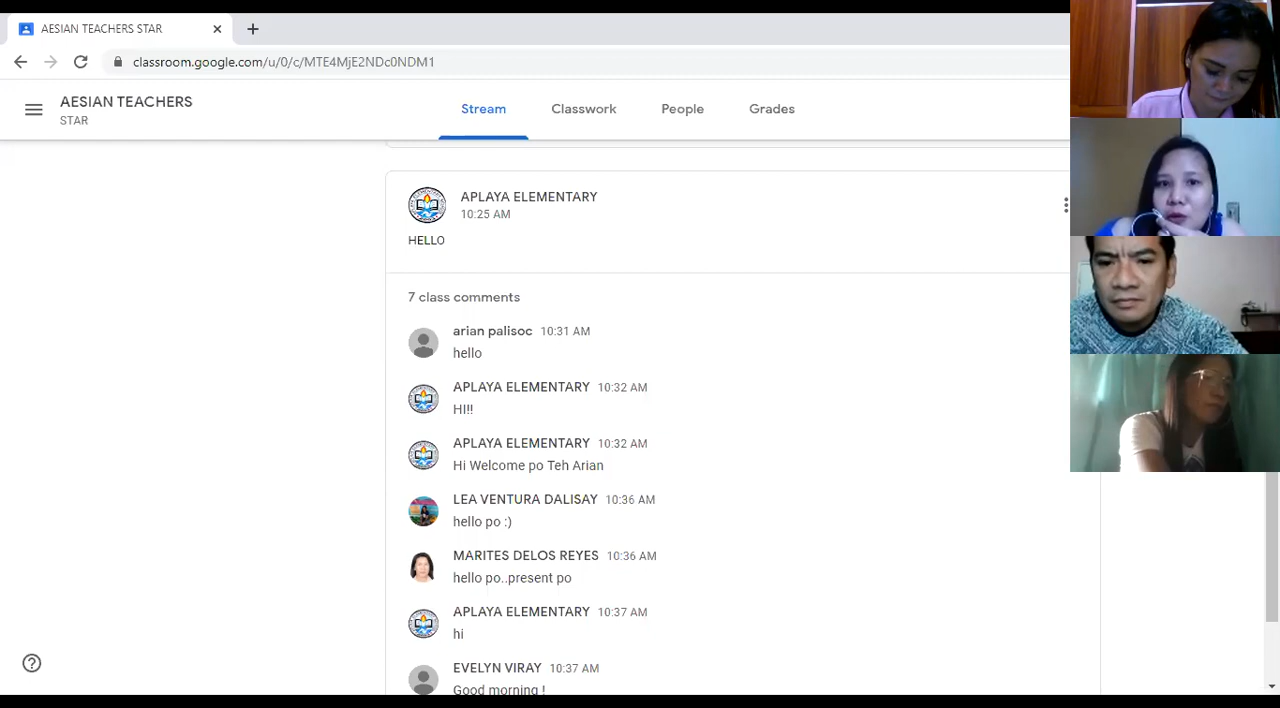 AESIAN TEACHERS STAR
classroom.google.com/u/0/c/MTE4MjE2NDc0NDM1
AESIAN TEACHERS
STAR
Stream Classwork People Grades
APLAYA ELEMENTARY
10:25 AM
HELLO
7 class comments
arian palisoc 10:31 AM
hello
APLAYA ELEMENTARY 10:32 AM
HI!!
APLAYA ELEMENTARY 10:32 AM
Hi Welcome po Teh Arian
LEA VENTURA DALISAY 10:36 AM
hello po :)
MARITES DELOS REYES 10:36 AM
hello po..present po
APLAYA ELEMENTARY 10:37 AM
hi
EVELYN VIRAY 10:37 AM
Good morning !